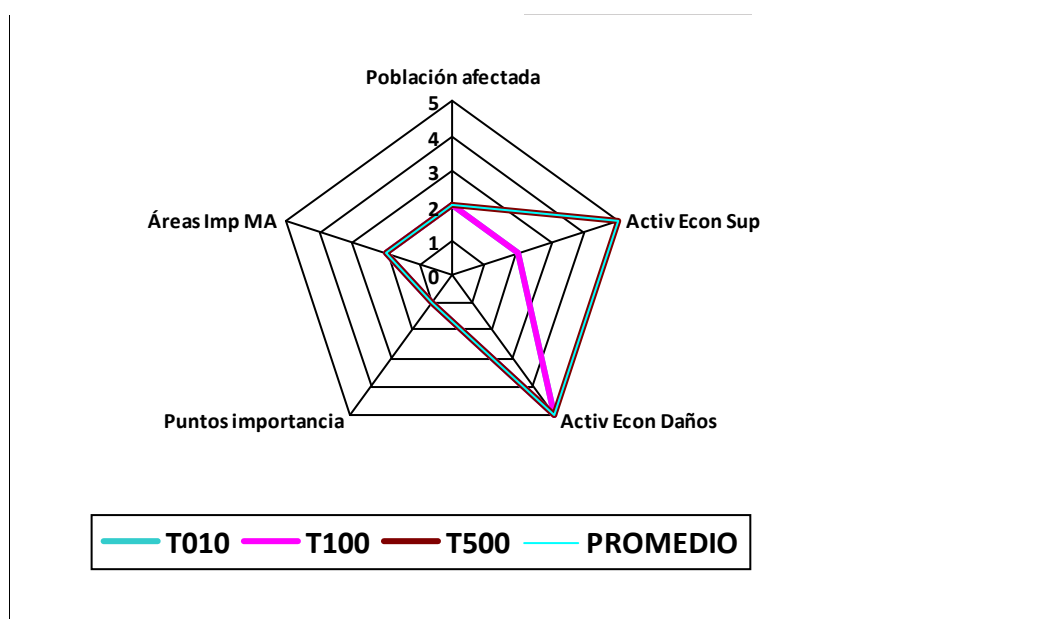 Población afectada
5
4
3
2
1
0
Áreas Imp MA
Activ Econ Sup
Puntos importancia
Activ Econ Daños
T010 T100 T500 PROMEDIO